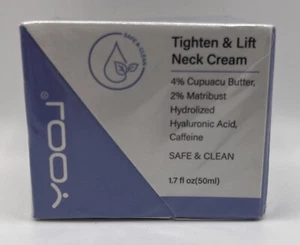 SAFE & CLEAN
Tighten & Lift
Neck Cream
4% Cupuacu Butter,
2% Matribust
Hydrolized
Hyaluronic Acid,
Caffeine
SAFE & CLEAN
1.7 fl oz(50ml)